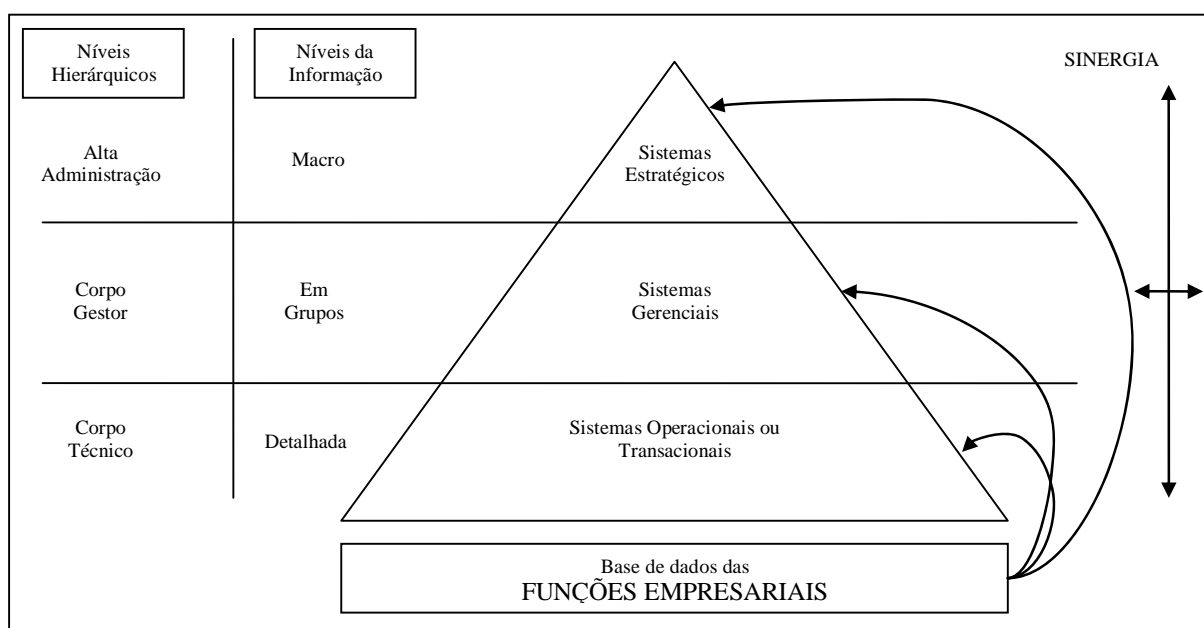 Níveis
Hierárquicos
Níveis da
Informação
SINERGIA
Alta
Administração
Macro
Sistemas
Estratégicos
Corpo
Gestor
Em
Grupos
Sistemas
Gerenciais
Corpo
Técnico
Detalhada
Sistemas Operacionais ou
Transacionais
Base de dados das
FUNÇÕES EMPRESARIAIS